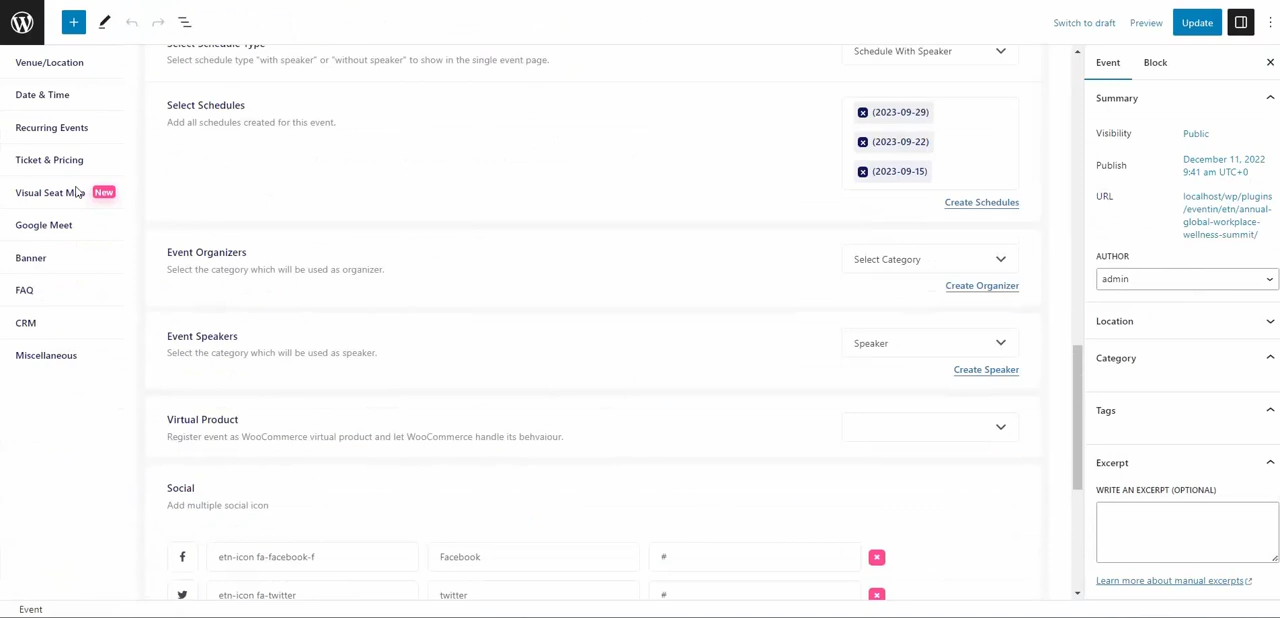 Switch to draft
Preview
Update
Venue/Location
Date & Time
Recurring Events
Ticket & Pricing
Visual Seat M
New
Google Meet
Banner
FAQ
CRM
Miscellaneous
Select Schedule Type
Select schedule type "with speaker" or "without speaker" to show in the single event page.
Schedule With Speaker
Select Schedules
Add all schedules created for this event.
(2023-09-29)
(2023-09-22)
(2023-09-15)
Create Schedules
Event Organizers
Select the category which will be used as organizer.
Select Category
Create Organizer
Event Speakers
Select the category which will be used as speaker.
Speaker
Create Speaker
Virtual Product
Register event as WooCommerce virtual product and let WooCommerce handle its behvaiour.
Social
Add multiple social icon
etn-icon fa-facebook-f
Facebook
#
etn-icon fa-twitter
twitter
#
Event
Block
Summary
Visibility
Public
Publish
December 11, 2022
9:41 am UTC+0
URL
localhost/wp/plugins
/eventin/etn/annual-
global-workplace-
wellness-summit/
AUTHOR
admin
Location
Category
Tags
Excerpt
WRITE AN EXCERPT (OPTIONAL)
Learn more about manual excerpts
Event